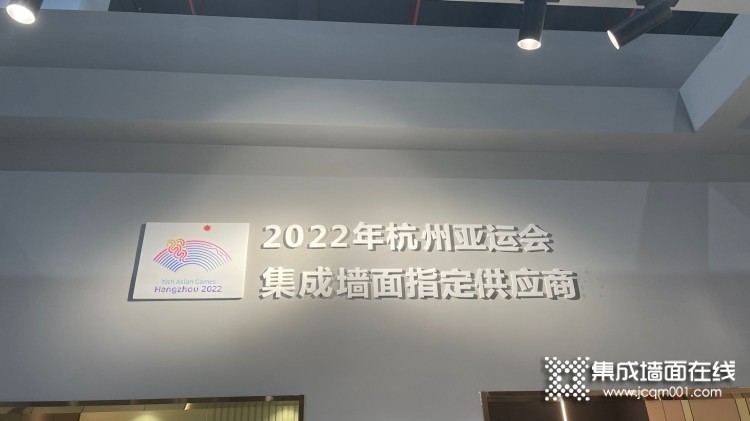 2022年杭州亚运会
集成墙面指定供应商
19th Asian Games
Hangzhou 2022
集成墙面在线
www.jcqm001.com